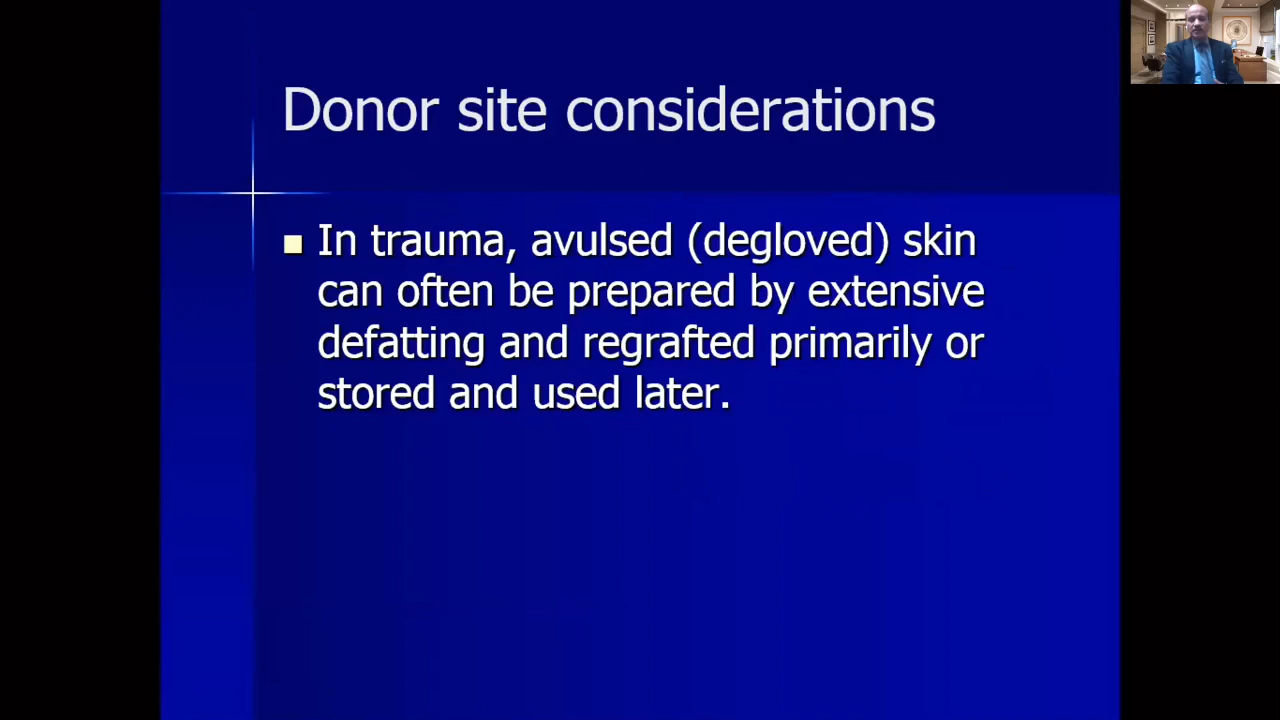 Donor site considerations
In trauma, avulsed (degloved) skin
can often be prepared by extensive
defatting and regrafted primarily or
stored and used later.